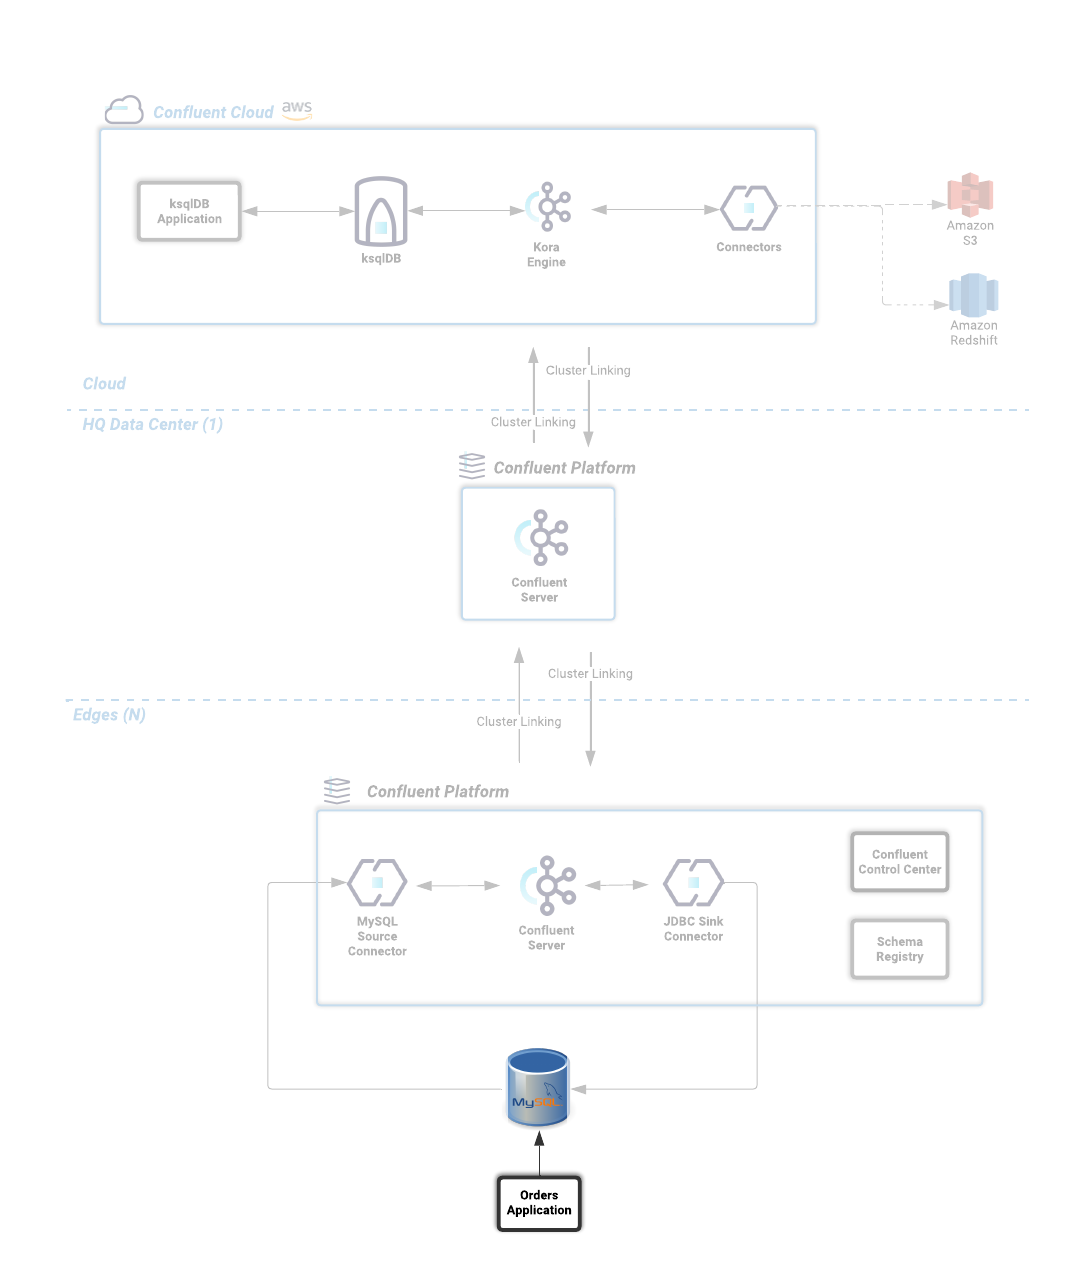 Confluent Cloud
aws
ksqlDB
Application
ksqlDB
Kora
Engine
Connectors
Amazon
S3
Amazon
Redshift
Cluster Linking
Cloud
HQ Data Center (1)
Cluster Linking
Confluent Platform
Confluent
Server
Cluster Linking
Edges (N)
Cluster Linking
Confluent Platform
Confluent
Control Center
MySQL
Source
Connector
Confluent
Server
JDBC Sink
Connector
Schema
Registry
MySQL
Orders
Application